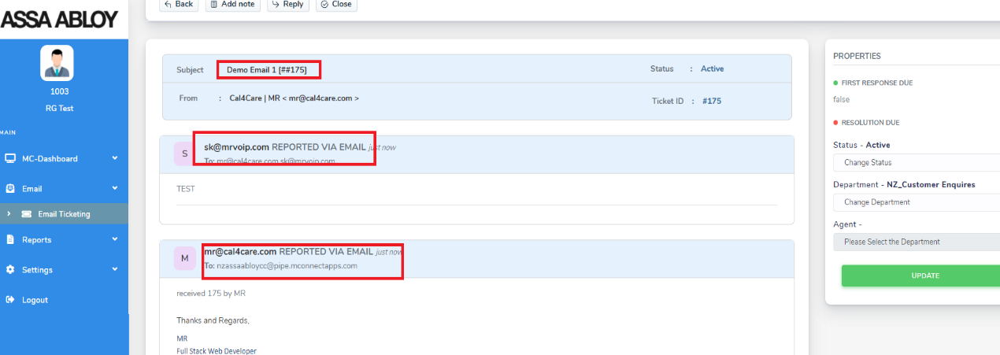 ASSA ABLOY
1003
RG Test
MAIN
MC-Dashboard
Email
Email Ticketing
Reports
Settings
Logout
Back
Add note
Reply
Close
Subject
Demo Email 1 [##175]
Status : Active
From : Cal4Care | MR < mr@cal4care.com >
Ticket ID : #175
S
sk@mrvoip.com REPORTED VIA EMAIL just now
To: mr@cal4care.com,sk@mrvoip.com
TEST
M
mr@cal4care.com REPORTED VIA EMAIL just now
To: nzassaabloycc@pipe.mconnectapps.com
received 175 by MR
Thanks and Regards,
MR
Full Stack Web Developer
PROPERTIES
FIRST RESPONSE DUE
false
RESOLUTION DUE
Status - Active
Change Status
Department - NZ_Customer Enquires
Change Department
Agent -
Please Select the Department
UPDATE